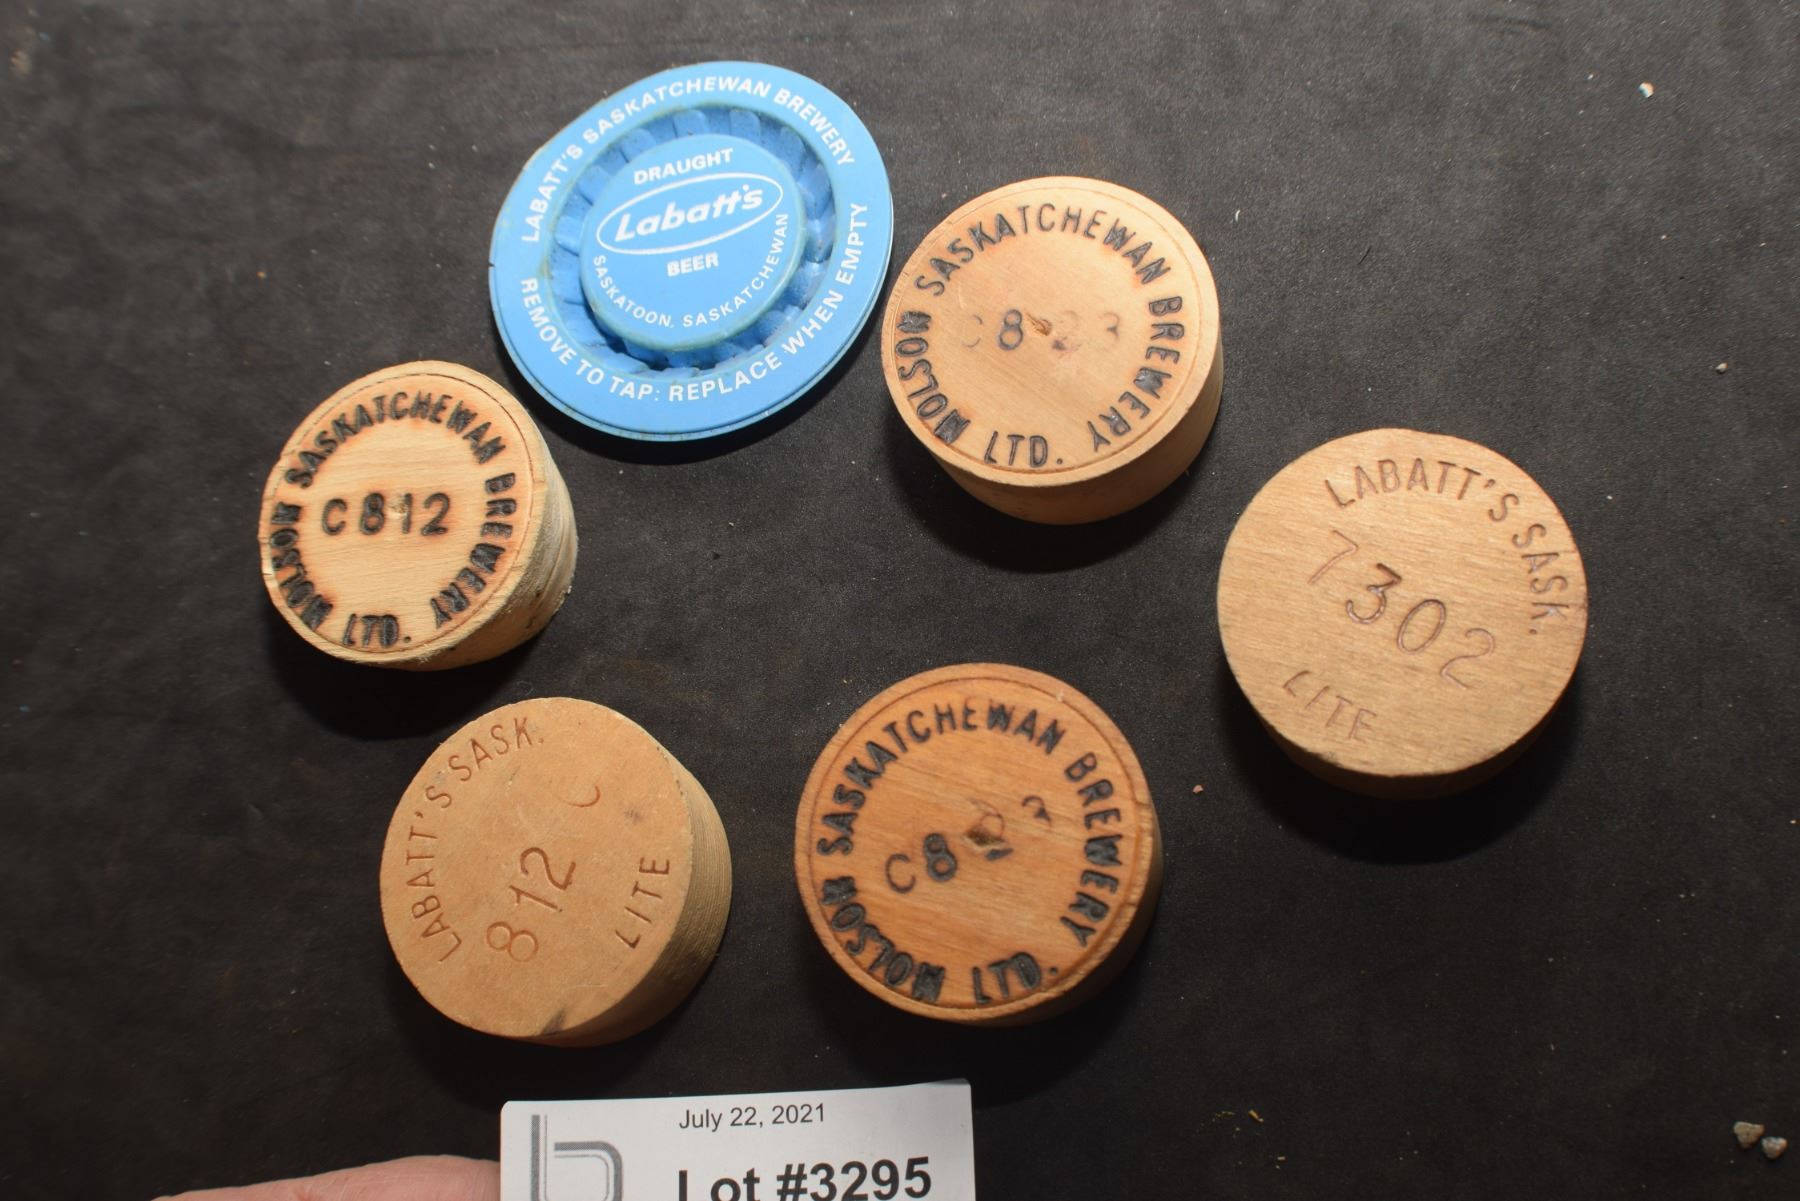 LABATT'S SASKATCHEWAN BREWERY
DRAUGHT
Labatt's
BEER
SASKATOON, SASKATCHEWAN
REMOVE TO TAP: REPLACE WHEN EMPTY
MOLSON SASKATCHEWAN BREWERY LTD.
C8
MOLSON SASKATCHEWAN BREWERY LTD.
C812
LABATT'S SASK.
7302
LITE
LABATT'S SASK.
812 C
LITE
MOLSON SASKATCHEWAN BREWERY LTD.
C8
July 22, 2021
Lot #3295